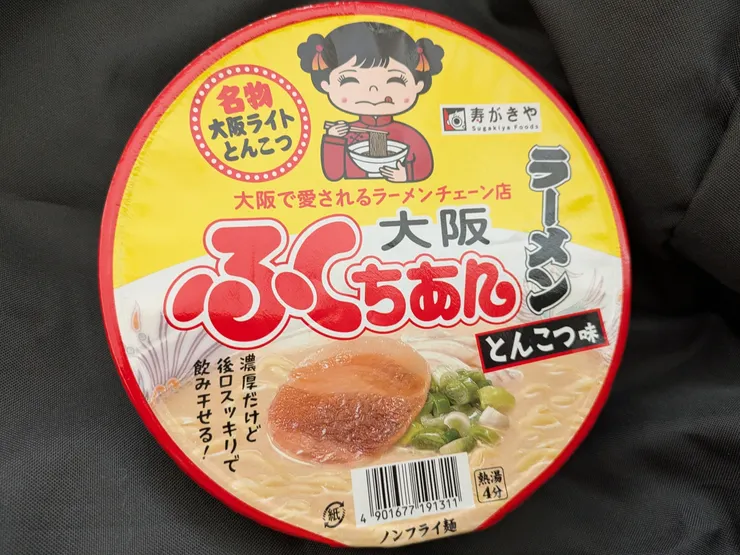 名物
大阪ライト
とんこつ
寿がきや
Sugakiya Foods
大阪で愛されるラーメンチェーン店
大阪
ふくちあん
ラーメン
とんこつ味
濃厚だけど
後口スッキリで
飲み干せる！
熱湯
4分
紙
4 901677 191311
ノンフライ麺